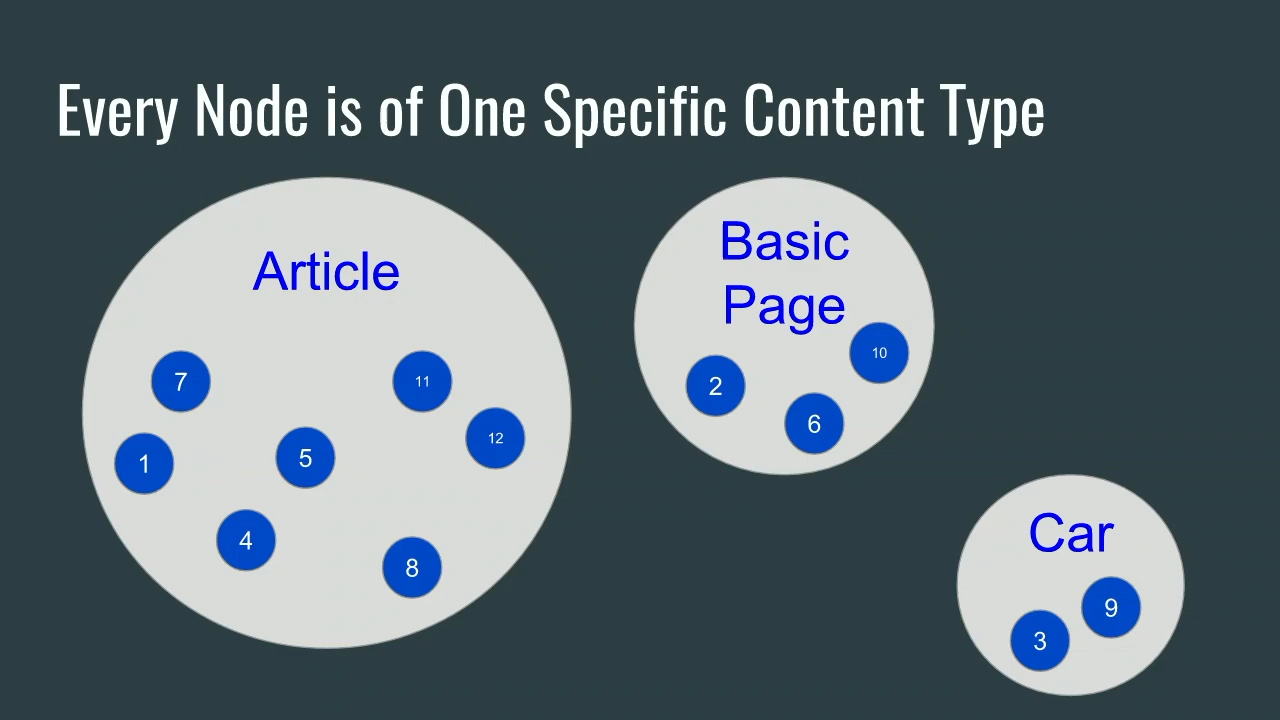 Every Node is of One Specific Content Type
Article
7
11
12
1
5
4
8
Basic
Page
10
2
6
Car
9
3